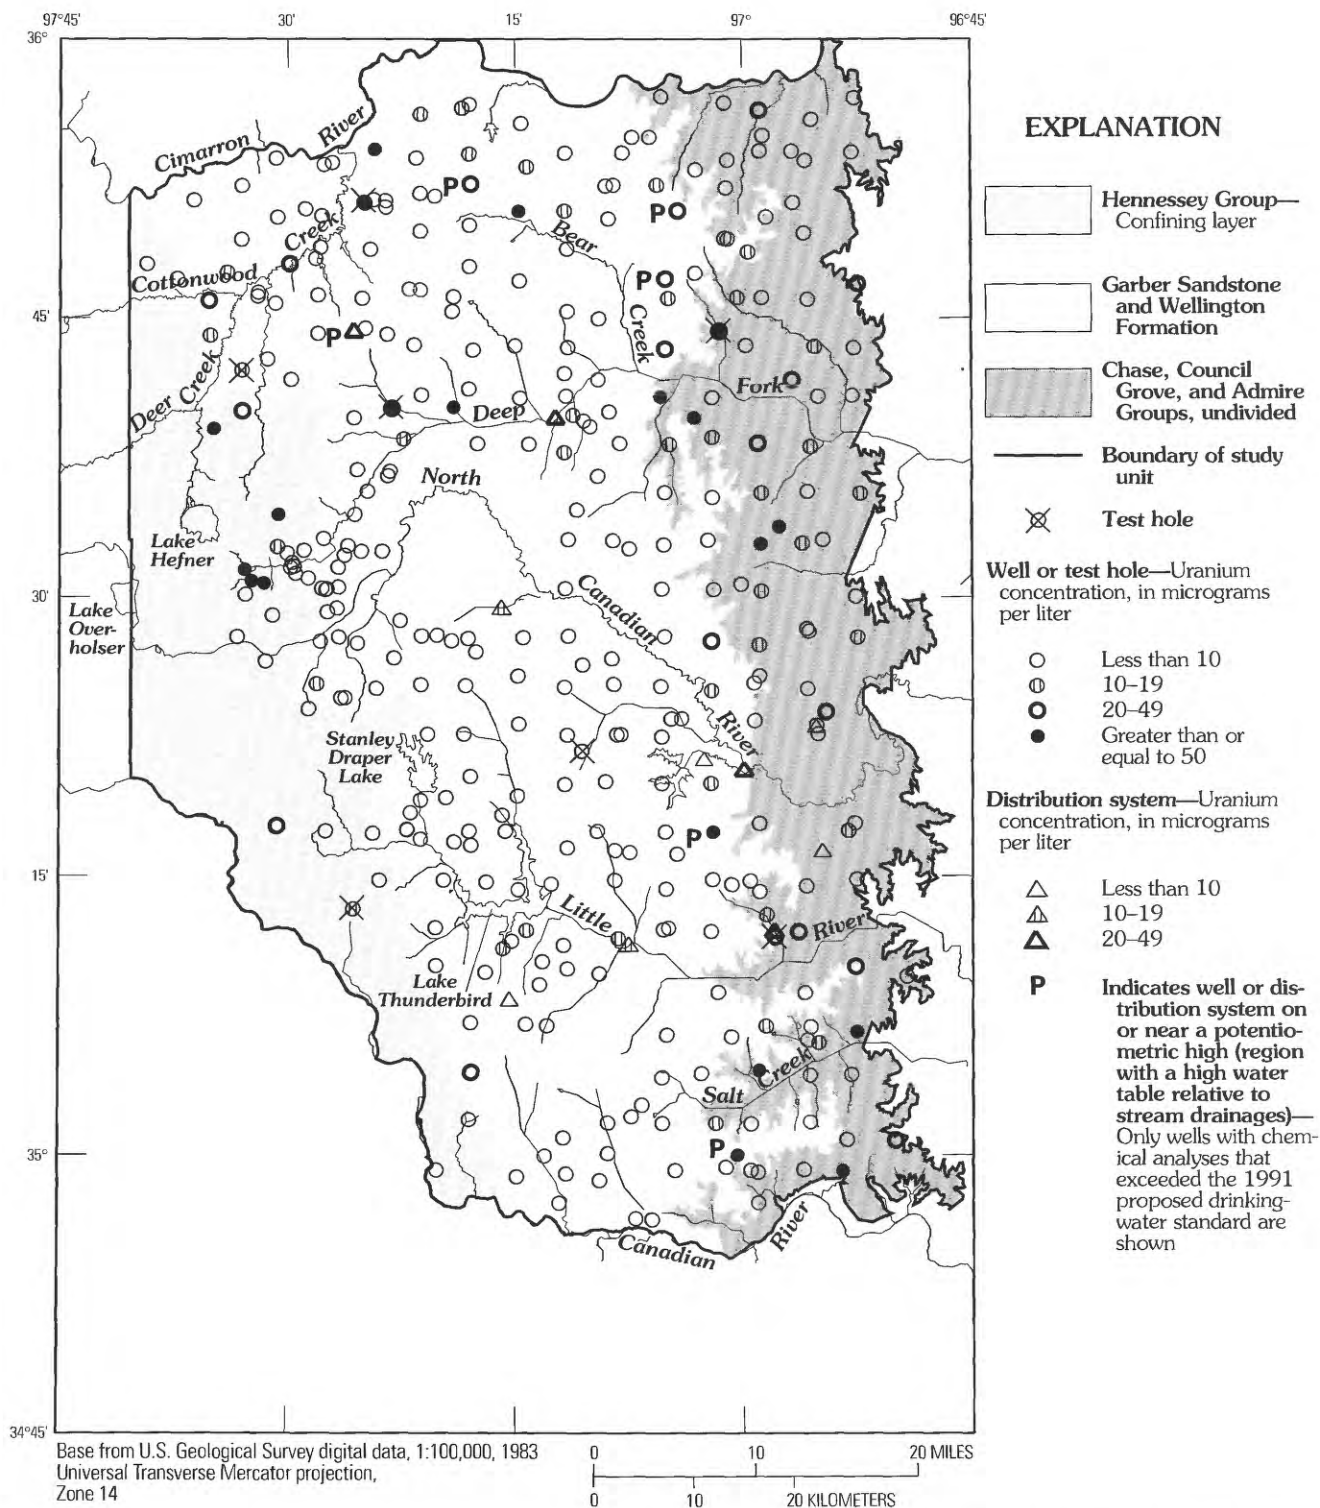 97°45'
30'
15'
97°
96°45'
36°
45'
30'
15'
35°
34°45'
Cimarron
River
Creek
Cottonwood
Bear
Creek
Deer
Creek
Deep
Fork
North
Canadian
River
Lake
Hefner
Lake
Over-
holser
Stanley
Draper
Lake
Little
River
Lake
Thunderbird
Salt
Creek
Canadian
River
P
P
P
P
P
P
EXPLANATION
Hennessey Group—
Confining layer
Garber Sandstone
and Wellington
Formation
Chase, Council
Grove, and Admire
Groups, undivided
Boundary of study
unit
Test hole
Well or test hole—Uranium
concentration, in micrograms
per liter
Less than 10
10–19
20–49
Greater than or
equal to 50
Distribution system—Uranium
concentration, in micrograms
per liter
Less than 10
10–19
20–49
P Indicates well or dis-
tribution system on
or near a potentio-
metric high (region
with a high water
table relative to
stream drainages)—
Only wells with chem-
ical analyses that
exceeded the 1991
proposed drinking-
water standard are
shown
Base from U.S. Geological Survey digital data, 1:100,000, 1983
Universal Transverse Mercator projection,
Zone 14
0 10 20 MILES
0 10 20 KILOMETERS